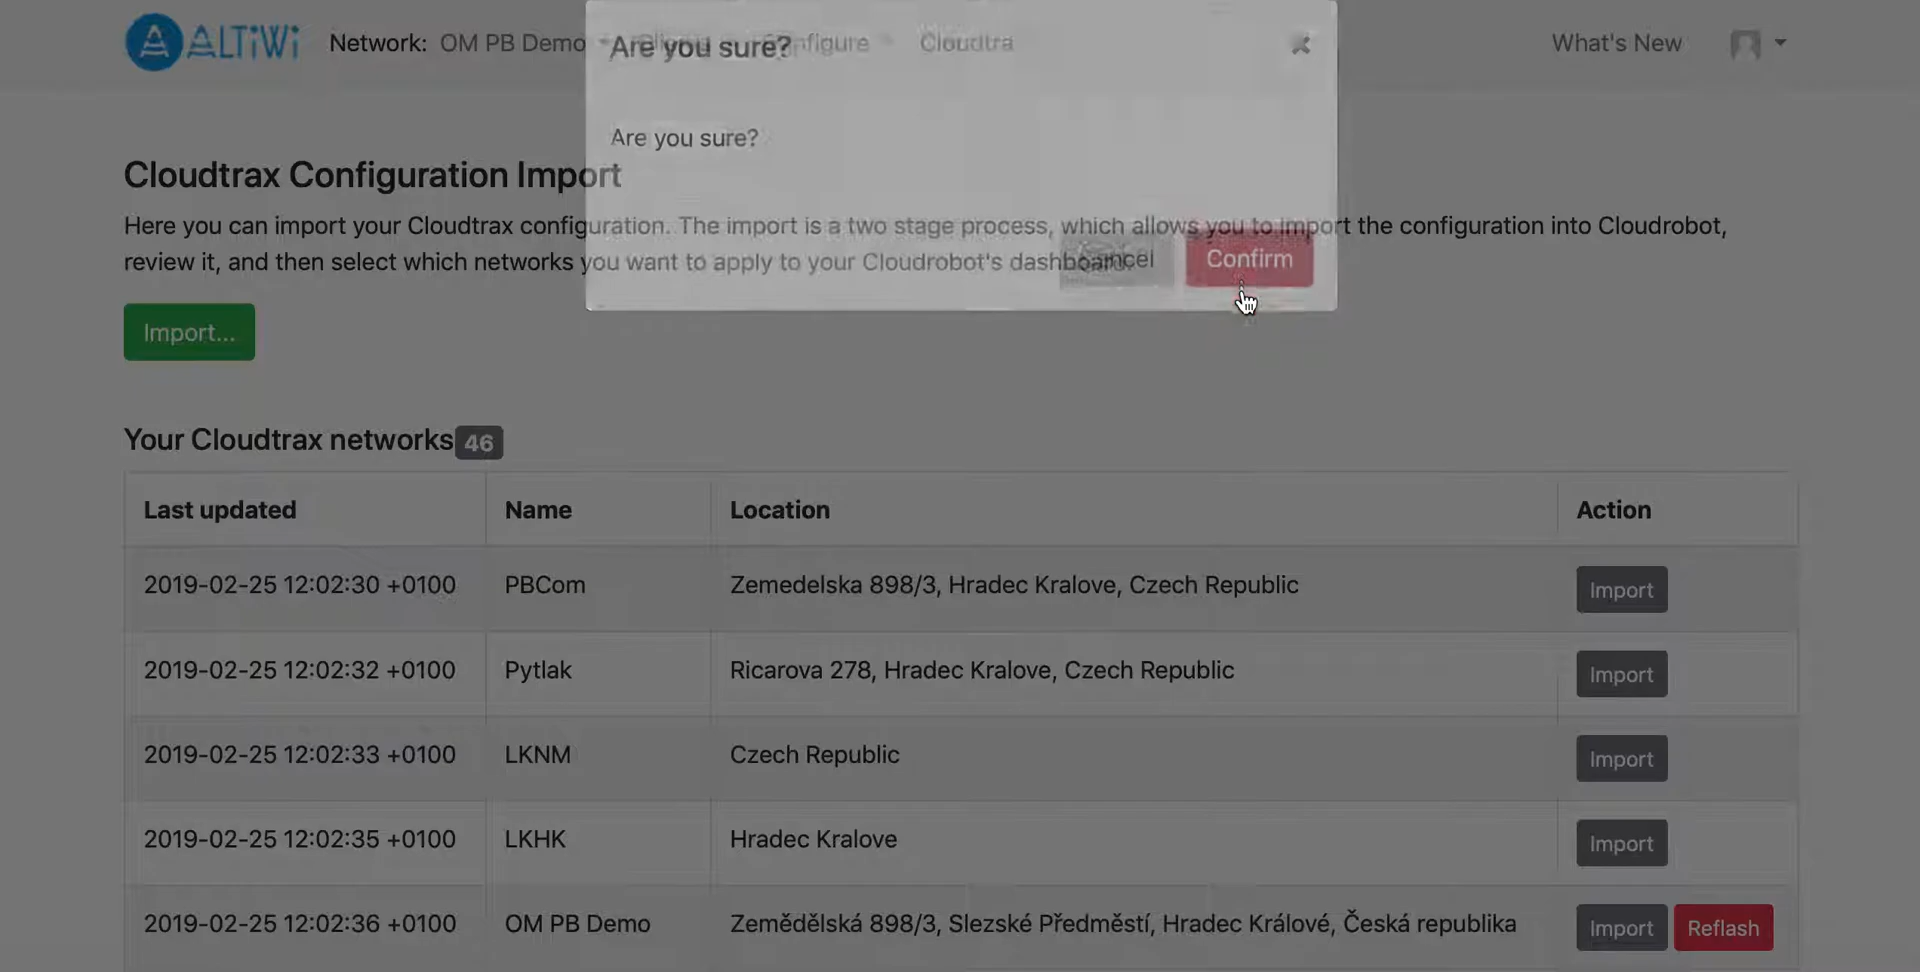 ALTiWi Network: OM PB Demo Configure Cloudtra What's New
Are you sure?
Are you sure?
Cancel Confirm
Cloudtrax Configuration Import
Here you can import your Cloudtrax configuration. The import is a two stage process, which allows you to import the configuration into Cloudrobot,
review it, and then select which networks you want to apply to your Cloudrobot's dashboard.
Import...
Your Cloudtrax networks 46
Last updated Name Location Action
2019-02-25 12:02:30 +0100 PBCom Zemedelska 898/3, Hradec Kralove, Czech Republic Import
2019-02-25 12:02:32 +0100 Pytlak Ricarova 278, Hradec Kralove, Czech Republic Import
2019-02-25 12:02:33 +0100 LKNM Czech Republic Import
2019-02-25 12:02:35 +0100 LKHK Hradec Kralove Import
2019-02-25 12:02:36 +0100 OM PB Demo Zemědělská 898/3, Slezské Předměstí, Hradec Králové, Česká republika Import Reflash